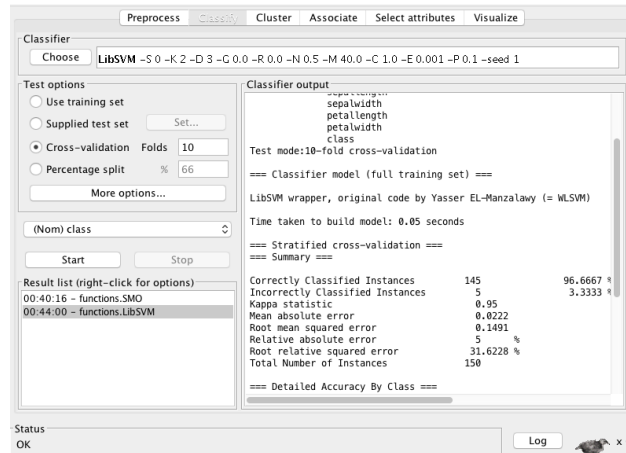 Preprocess Classify Cluster Associate Select attributes Visualize
Classifier
Choose LibSVM -S 0 -K 2 -D 3 -G 0.0 -R 0.0 -N 0.5 -M 40.0 -C 1.0 -E 0.001 -P 0.1 -seed 1
Test options
Use training set
Supplied test set Set...
Cross-validation Folds 10
Percentage split % 66
More options...
(Nom) class
Start Stop
Result list (right-click for options)
00:40:16 - functions.SMO
00:44:00 - functions.LibSVM
Classifier output
sepallength
sepalwidth
petallength
petalwidth
class
Test mode:10-fold cross-validation
=== Classifier model (full training set) ===
LibSVM wrapper, original code by Yasser EL-Manzalawy (= WLSVM)
Time taken to build model: 0.05 seconds
=== Stratified cross-validation ===
=== Summary ===
Correctly Classified Instances 145 96.6667 %
Incorrectly Classified Instances 5 3.3333 %
Kappa statistic 0.95
Mean absolute error 0.0222
Root mean squared error 0.1491
Relative absolute error 5 %
Root relative squared error 31.6228 %
Total Number of Instances 150
=== Detailed Accuracy By Class ===
Status
OK
Log x